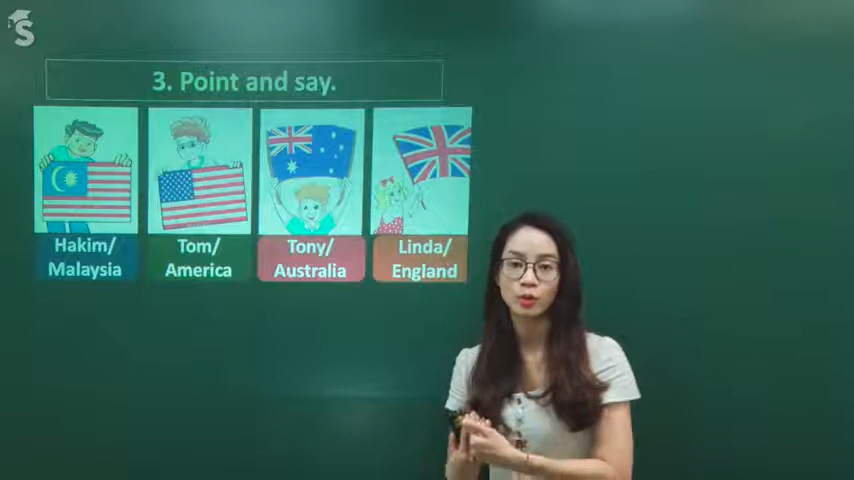 S
3. Point and say.
Hakim/
Malaysia
Tom/
America
Tony/
Australia
Linda/
England